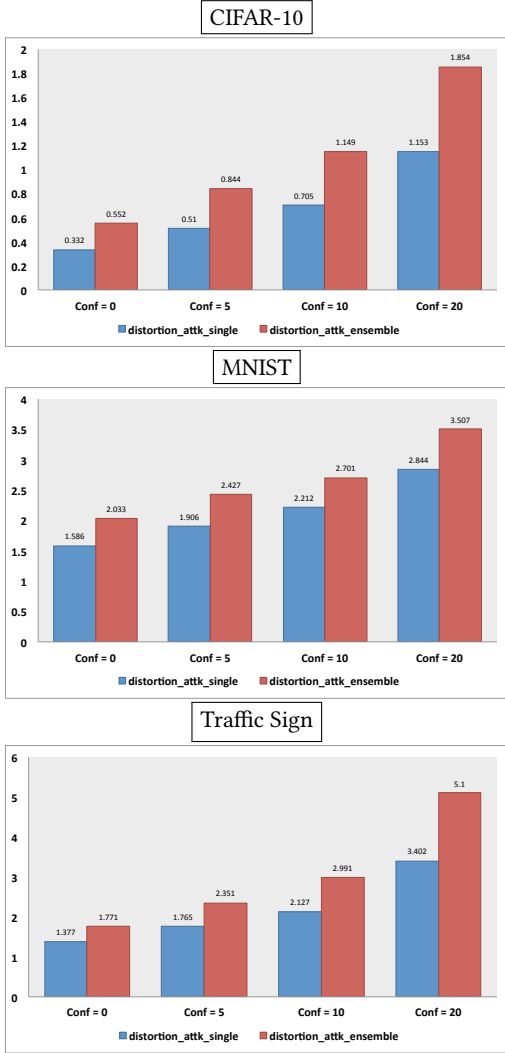 CIFAR-10
2
1.8
1.6
1.4
1.2
1
0.8
0.6
0.4
0.2
0
0.332
0.552
0.51
0.844
0.705
1.149
1.153
1.854
Conf = 0
Conf = 5
Conf = 10
Conf = 20
distortion_attk_single
distortion_attk_ensemble
MNIST
4
3.5
3
2.5
2
1.5
1
0.5
0
1.586
2.033
1.906
2.427
2.212
2.701
2.844
3.507
Conf = 0
Conf = 5
Conf = 10
Conf = 20
distortion_attk_single
distortion_attk_ensemble
Traffic Sign
6
5
4
3
2
1
0
1.377
1.771
1.765
2.351
2.127
2.991
3.402
5.1
Conf = 0
Conf = 5
Conf = 10
Conf = 20
distortion_attk_single
distortion_attk_ensemble